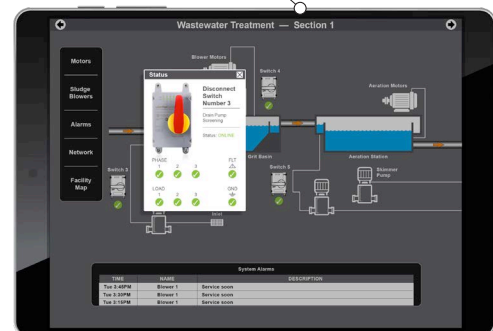 Wastewater Treatment — Section 1
Motors
Sludge
Blowers
Alarms
Network
Facility
Map
Blower Motors
Status
Disconnect
Switch
Number 3
Drain Pump
Screening
Status: ONLINE
PHASE
1 2 3
FLT
LOAD
1 2 3
GND
Switch 4
Aeration Motors
Grit Basin
Aeration Station
Switch 3
Switch 5
Skimmer
Pump
Inlet
System Alarms
TIME NAME DESCRIPTION
Tue 3:45PM Blower 1 Service soon
Tue 3:30PM Blower 1 Service soon
Tue 3:15PM Blower 1 Service soon